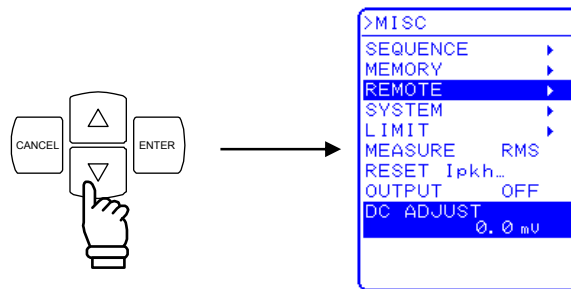 CANCEL
ENTER
>MISC
SEQUENCE
MEMORY
REMOTE
SYSTEM
LIMIT
MEASURE RMS
RESET Ipkh…
OUTPUT OFF
DC ADJUST
0.0 mV